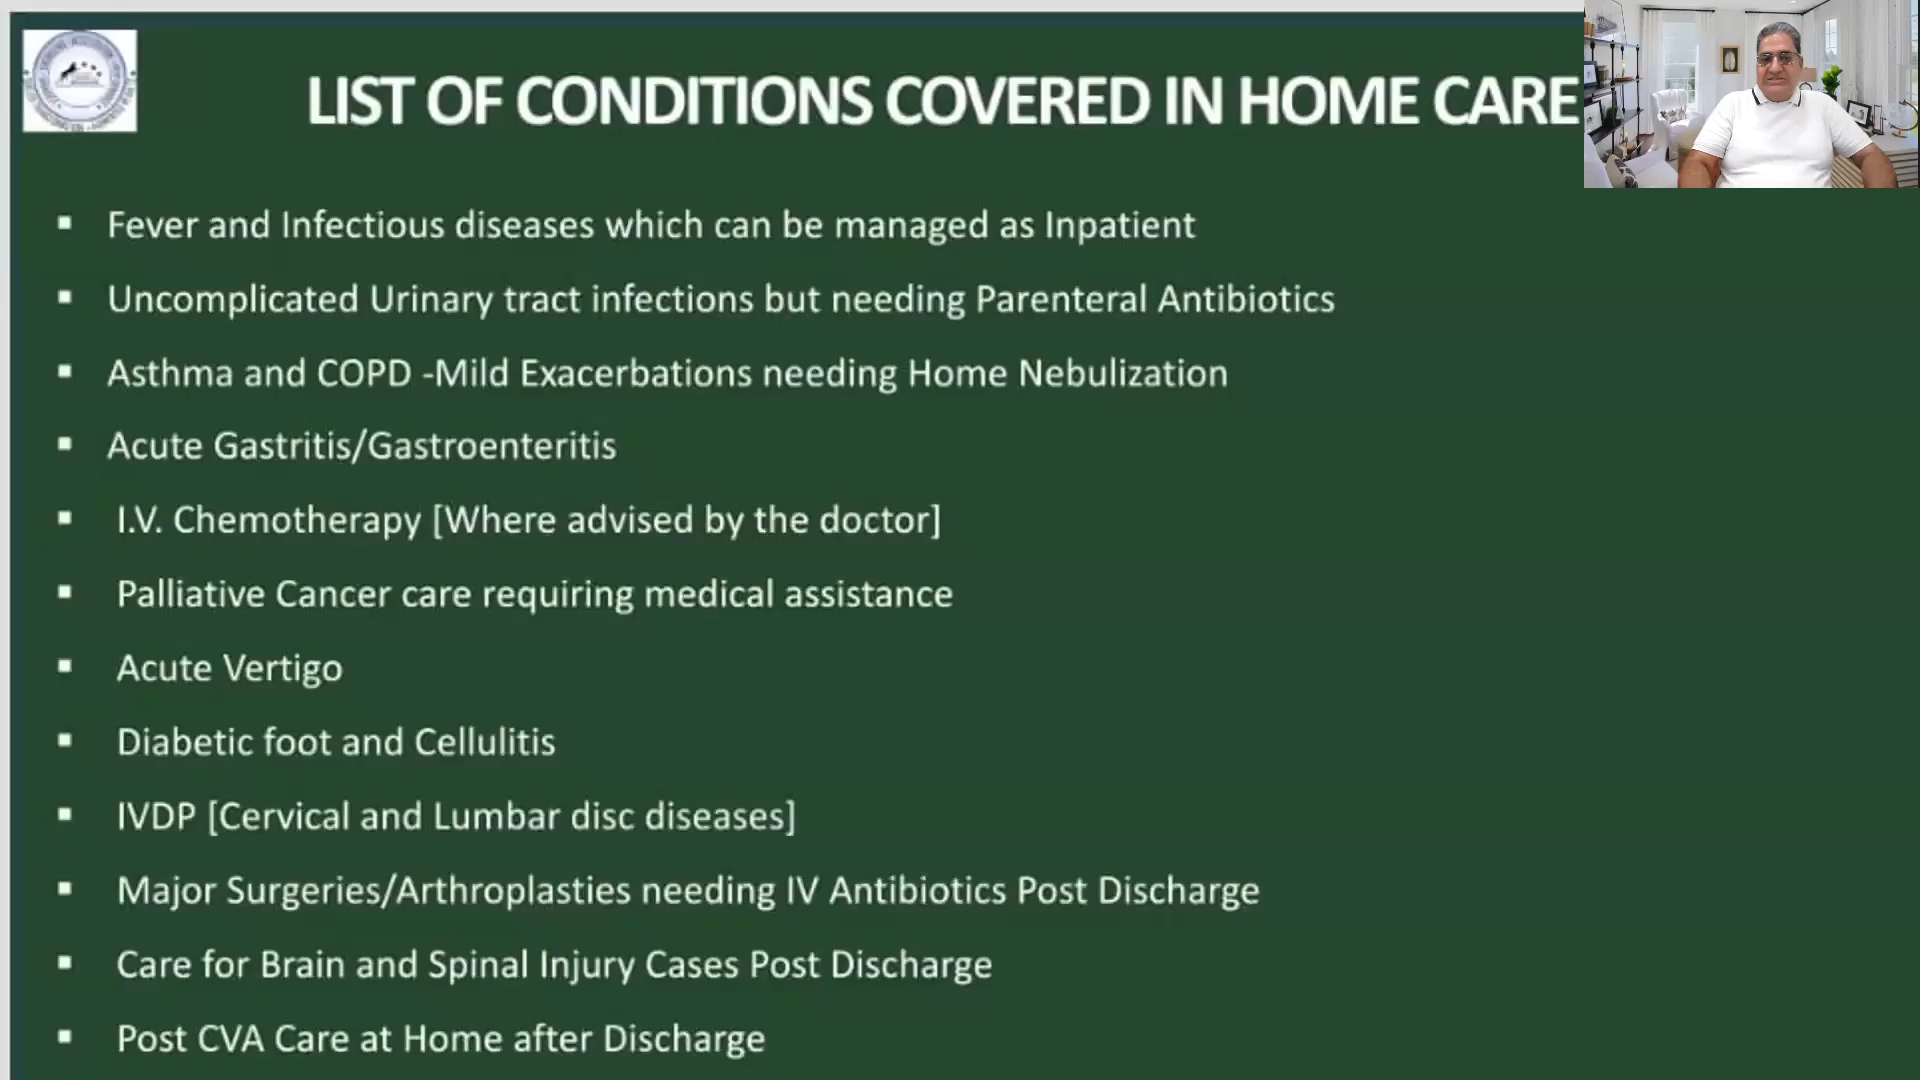 LIST OF CONDITIONS COVERED IN HOME CARE
▪ Fever and Infectious diseases which can be managed as Inpatient
▪ Uncomplicated Urinary tract infections but needing Parenteral Antibiotics
▪ Asthma and COPD -Mild Exacerbations needing Home Nebulization
▪ Acute Gastritis/Gastroenteritis
▪ I.V. Chemotherapy [Where advised by the doctor]
▪ Palliative Cancer care requiring medical assistance
▪ Acute Vertigo
▪ Diabetic foot and Cellulitis
▪ IVDP [Cervical and Lumbar disc diseases]
▪ Major Surgeries/Arthroplasties needing IV Antibiotics Post Discharge
▪ Care for Brain and Spinal Injury Cases Post Discharge
▪ Post CVA Care at Home after Discharge